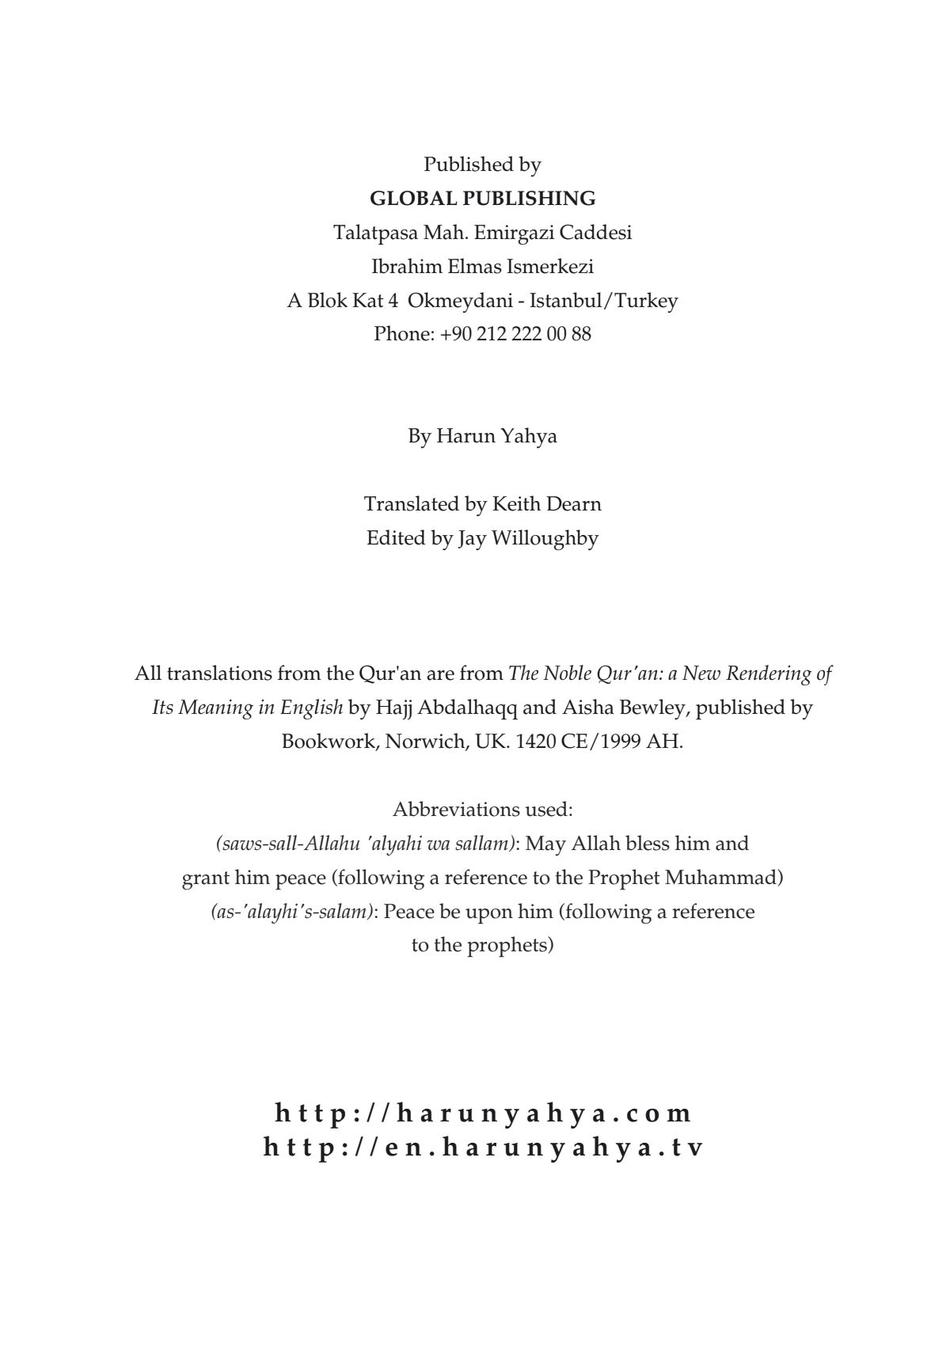 Published by
GLOBAL PUBLISHING
Talatpasa Mah. Emirgazi Caddesi
Ibrahim Elmas Ismerkezi
A Blok Kat 4  Okmeydani - Istanbul/Turkey
Phone: +90 212 222 00 88
By Harun Yahya
Translated by Keith Dearn
Edited by Jay Willoughby
All translations from the Qur'an are from The Noble Qur'an: a New Rendering of
Its Meaning in English by Hajj Abdalhaqq and Aisha Bewley, published by
Bookwork, Norwich, UK. 1420 CE/1999 AH.
Abbreviations used:
(saws-sall-Allahu 'alyahi wa sallam): May Allah bless him and
grant him peace (following a reference to the Prophet Muhammad)
(as-'alayhi's-salam): Peace be upon him (following a reference
to the prophets)
http://harunyahya.com
http://en.harunyahya.tv